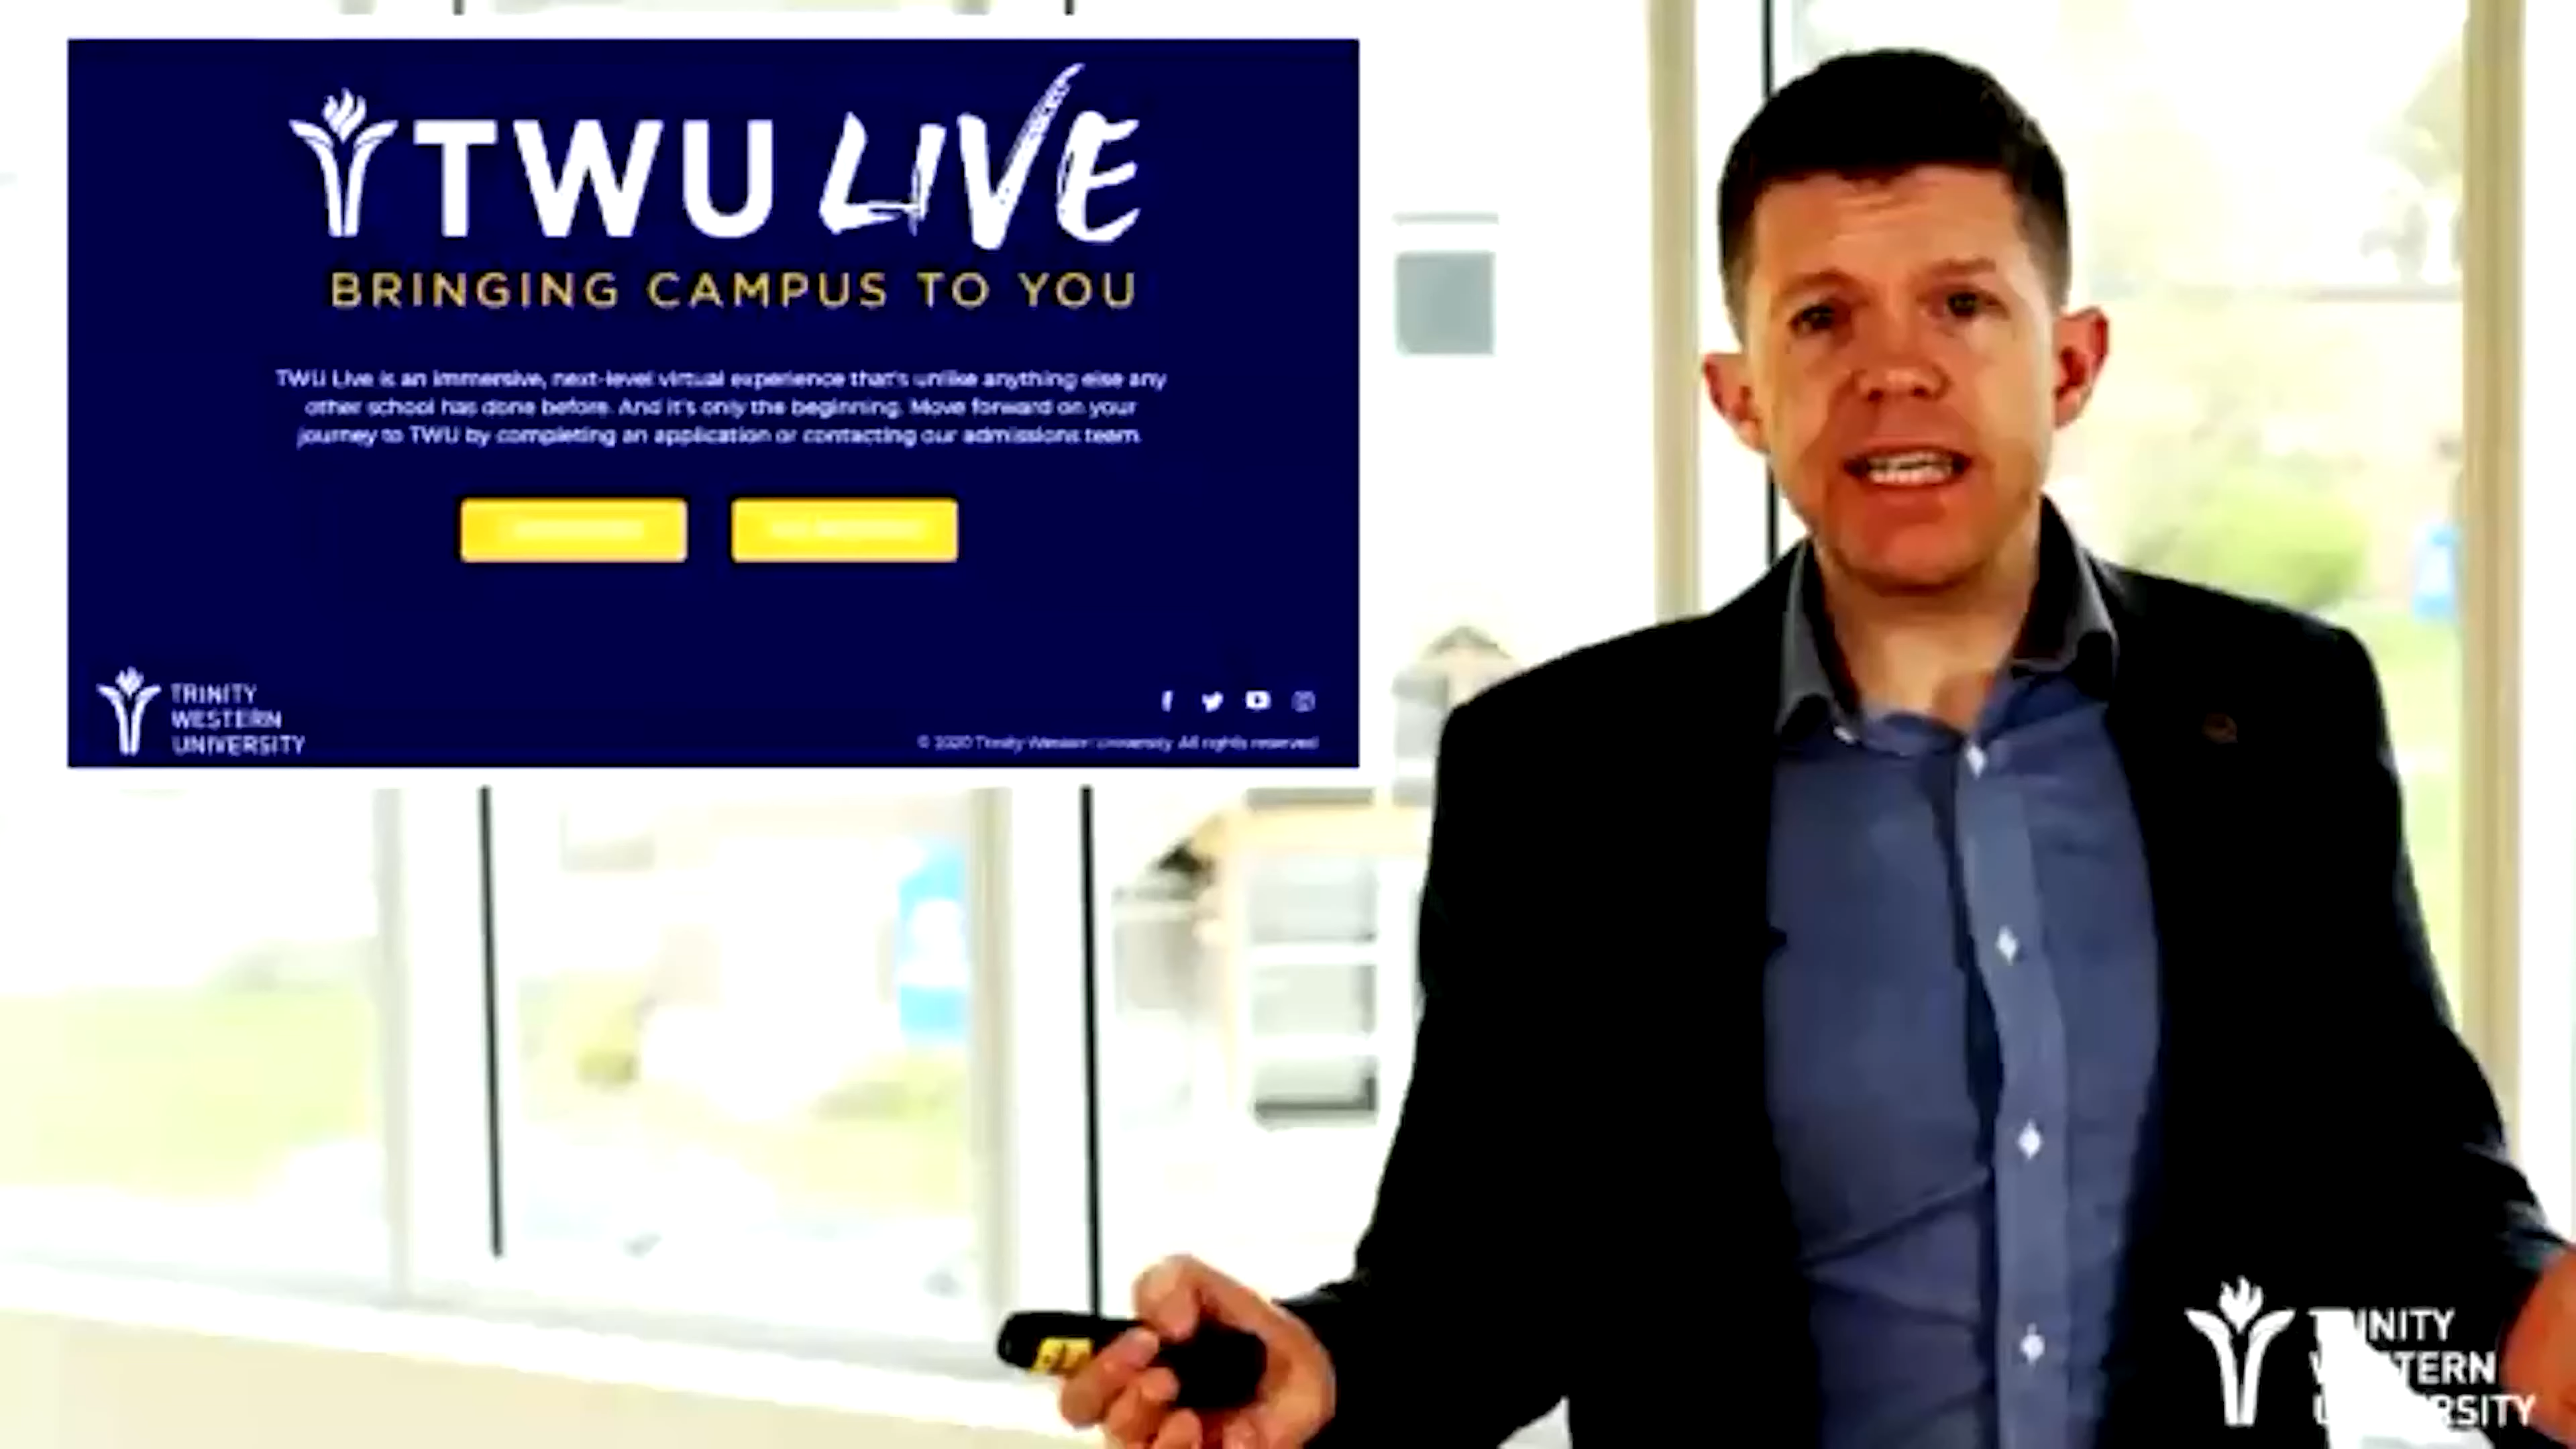 TWU LIVE
BRINGING CAMPUS TO YOU
TWU Live is an immersive, next-level virtual experience that's unlike anything else any
other school has done before. And it's only the beginning. Move forward on your
journey to TWU by completing an application or contacting our admissions team.
TRINITY
WESTERN
UNIVERSITY
© 2020 Trinity Western University. All rights reserved
TRINITY
WESTERN
UNIVERSITY